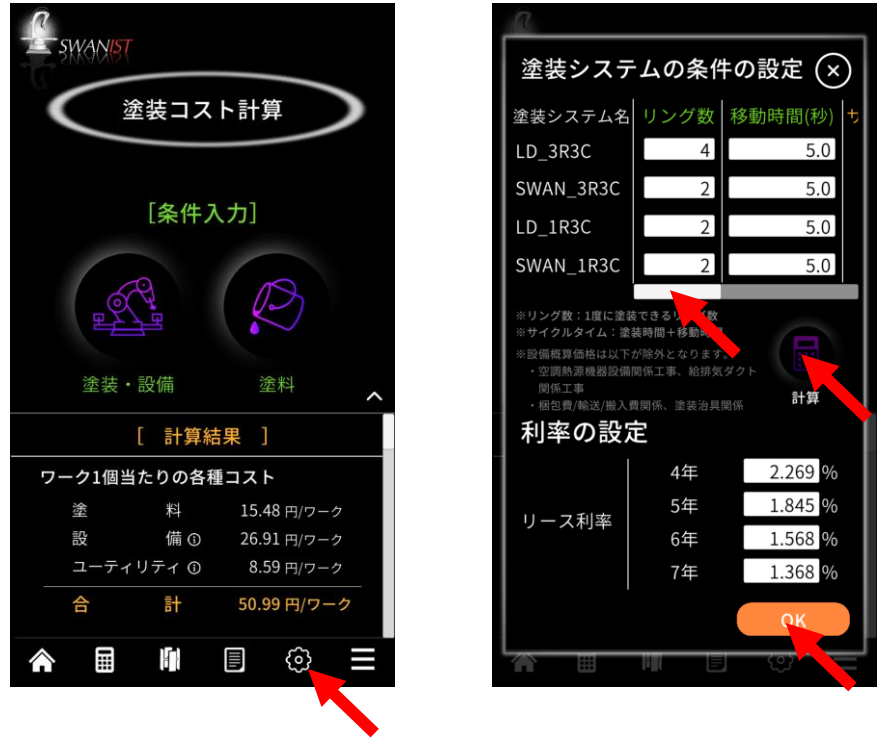 SWANIST
塗装コスト計算
[条件入力]
塗装・設備
塗料
[ 計算結果 ]
ワーク1個当たりの各種コスト
塗 料 15.48 円/ワーク
設 備 26.91 円/ワーク
ユーティリティ 8.59 円/ワーク
合 計 50.99 円/ワーク
塗装システムの条件の設定
塗装システム名 リング数 移動時間(秒) サ
LD_3R3C 4 5.0
SWAN_3R3C 2 5.0
LD_1R3C 2 5.0
SWAN_1R3C 2 5.0
※リング数：1度に塗装できるリング数
※サイクルタイム：塗装時間＋移動時間
※設備概算価格は以下が除外となります。
・空調熱源機器設備関係工事、給排気ダクト
関係工事
・梱包費/輸送/搬入費関係、塗装治具関係
計算
利率の設定
リース利率
4年 2.269 %
5年 1.845 %
6年 1.568 %
7年 1.368 %
OK